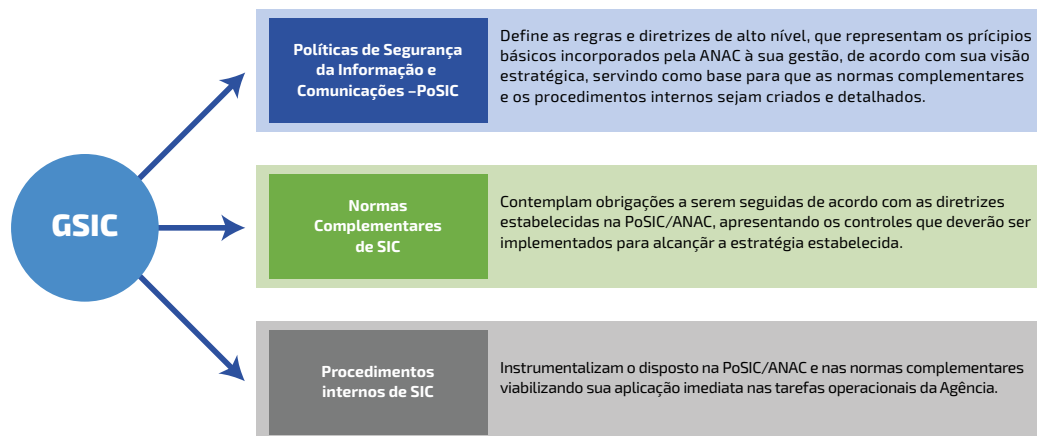 GSIC
Políticas de Segurança
da Informação e
Comunicações –PoSIC
Define as regras e diretrizes de alto nível, que representam os prícipios
básicos incorporados pela ANAC à sua gestão, de acordo com sua visão
estratégica, servindo como base para que as normas complementares
e os procedimentos internos sejam criados e detalhados.
Normas
Complementares
de SIC
Contemplam obrigações a serem seguidas de acordo com as diretrizes
estabelecidas na PoSIC/ANAC, apresentando os controles que deverão ser
implementados para alcançãr a estratégia estabelecida.
Procedimentos
internos de SIC
Instrumentalizam o disposto na PoSIC/ANAC e nas normas complementares
viabilizando sua aplicação imediata nas tarefas operacionais da Agência.